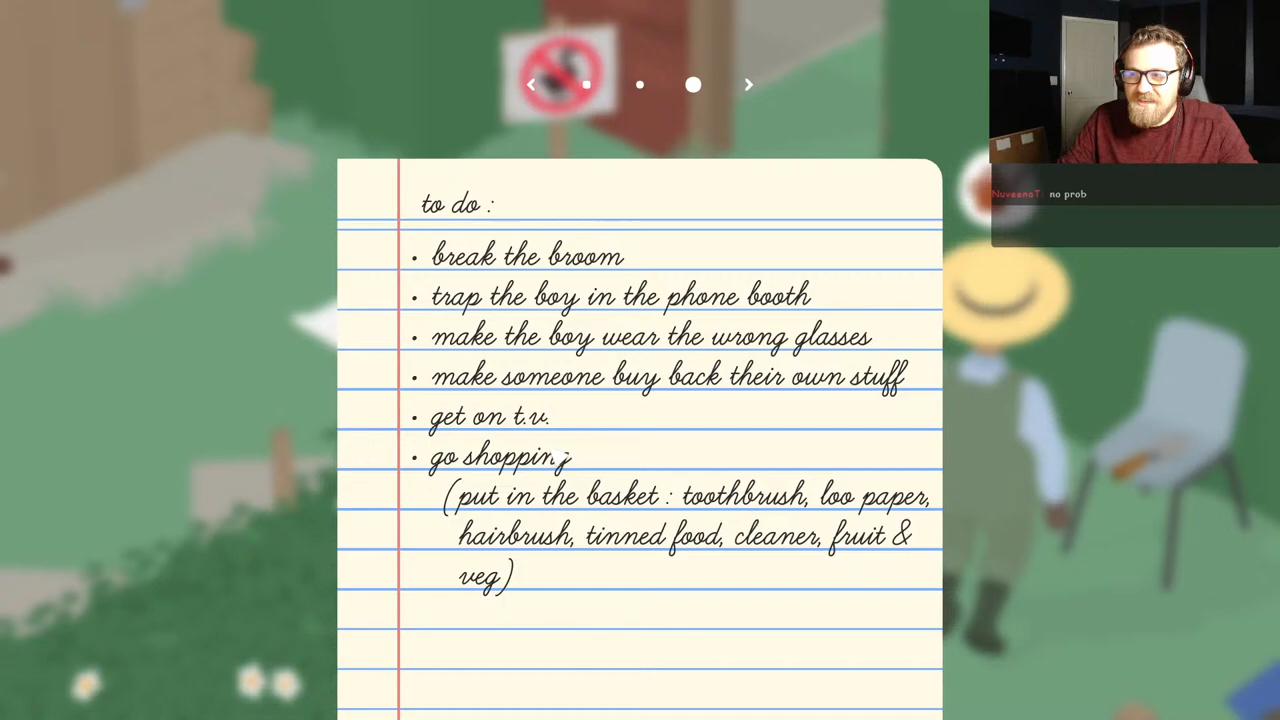 to do :
• break the broom
• trap the boy in the phone booth
• make the boy wear the wrong glasses
• make someone buy back their own stuff
• get on t.v.
• go shopping
(put in the basket : toothbrush, loo paper,
hairbrush, tinned food, cleaner, fruit &
veg)
NuveemaT: no prob